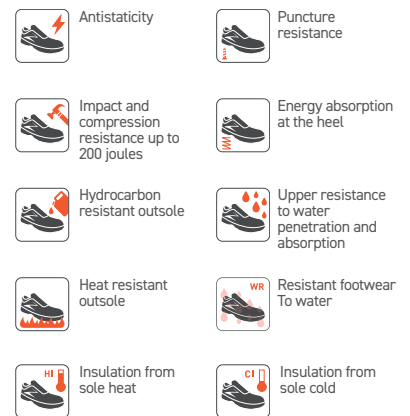 Antistaticity
Puncture
resistance
Impact and
compression
resistance up to
200 joules
Energy absorption
at the heel
Hydrocarbon
resistant outsole
Upper resistance
to water
penetration and
absorption
Heat resistant
outsole
WR
Resistant footwear
To water
HI
Insulation from
sole heat
CI
Insulation from
sole cold